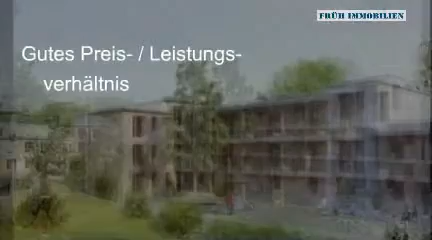 FRÜH IMMOBILIEN
Gutes Preis- / Leistungs-
verhältnis